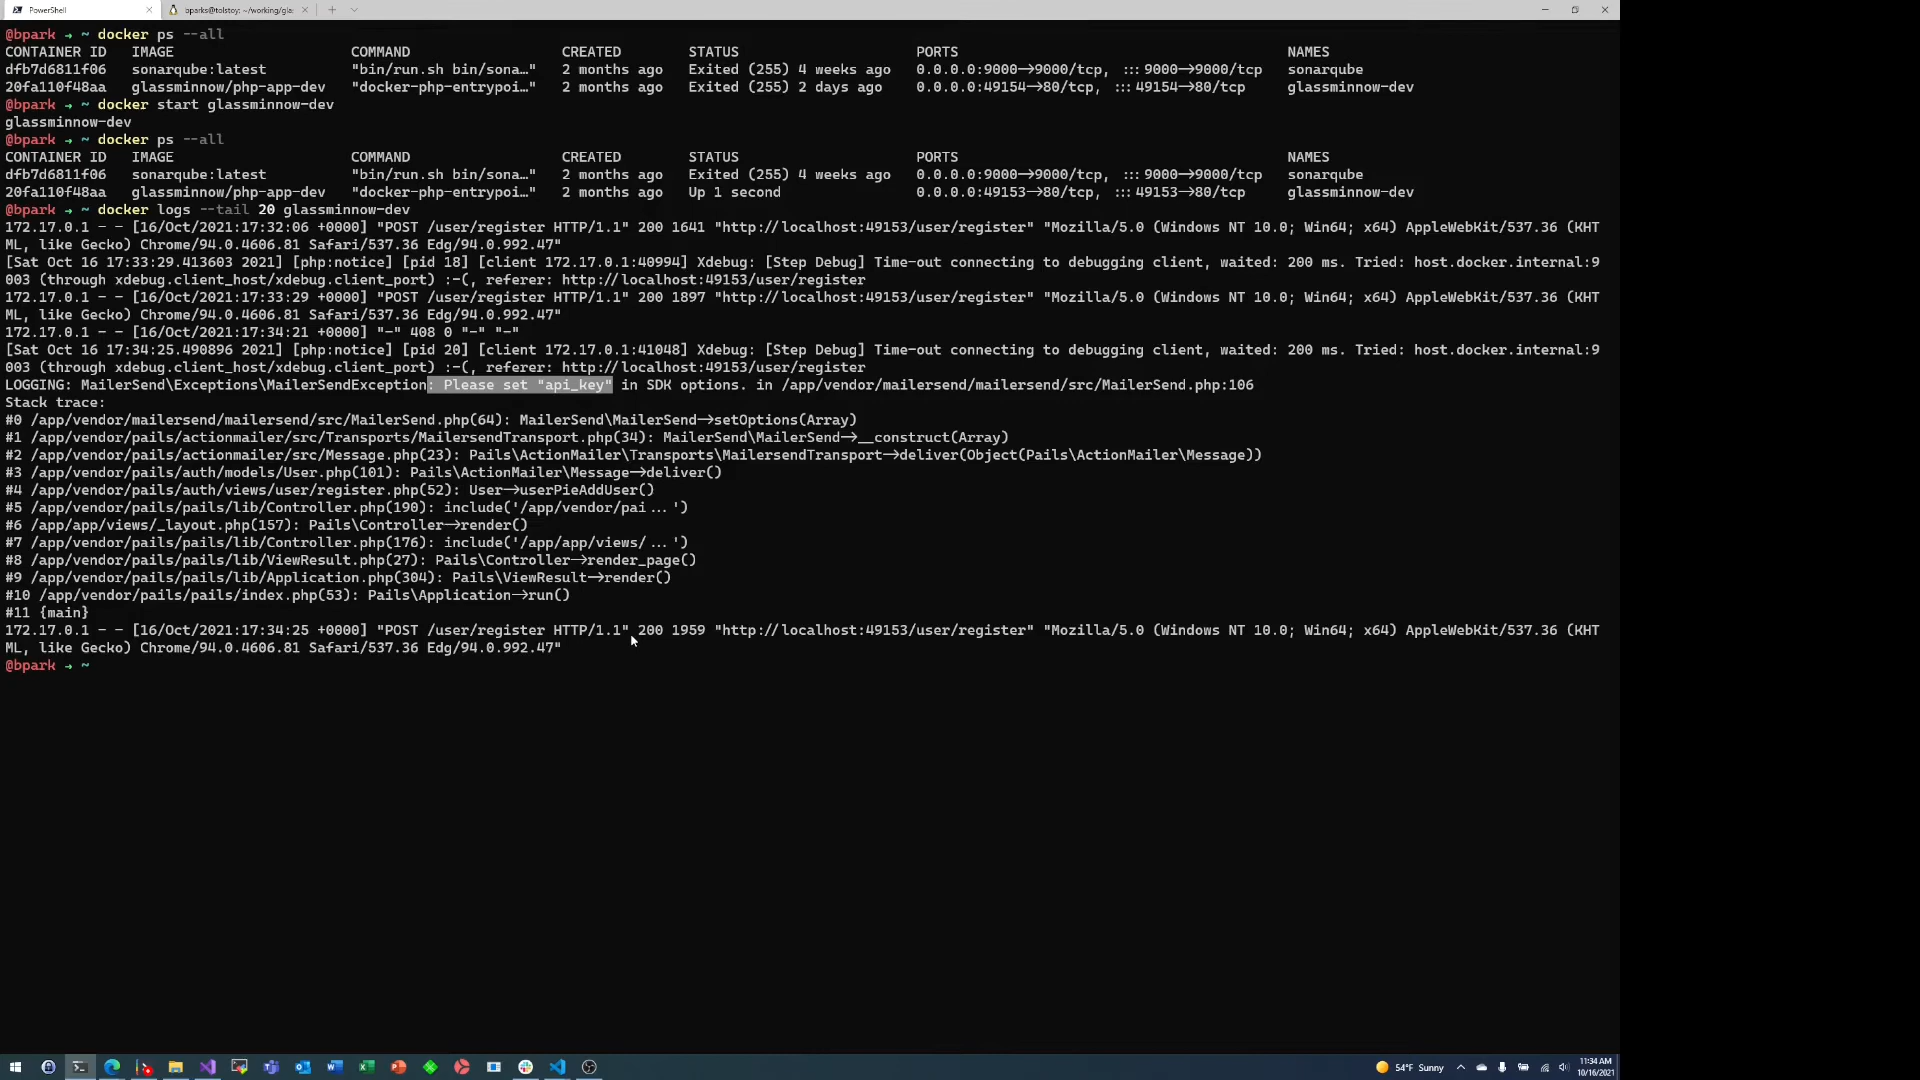 PowerShell
bparks@tolstoy: ~/working/gla
@bpark → ~ docker ps --all
CONTAINER ID IMAGE COMMAND CREATED STATUS PORTS NAMES
dfb7d6811f06 sonarqube:latest "bin/run.sh bin/sona…" 2 months ago Exited (255) 4 weeks ago 0.0.0.0:9000->9000/tcp, :::9000->9000/tcp sonarqube
20fa110f48aa glassminnow/php-app-dev "docker-php-entrypoi…" 2 months ago Exited (255) 2 days ago 0.0.0.0:49154->80/tcp, :::49154->80/tcp glassminnow-dev
@bpark → ~ docker start glassminnow-dev
glassminnow-dev
@bpark → ~ docker ps --all
CONTAINER ID IMAGE COMMAND CREATED STATUS PORTS NAMES
dfb7d6811f06 sonarqube:latest "bin/run.sh bin/sona…" 2 months ago Exited (255) 4 weeks ago 0.0.0.0:9000->9000/tcp, :::9000->9000/tcp sonarqube
20fa110f48aa glassminnow/php-app-dev "docker-php-entrypoi…" 2 months ago Up 1 second 0.0.0.0:49153->80/tcp, :::49153->80/tcp glassminnow-dev
@bpark → ~ docker logs --tail 20 glassminnow-dev
172.17.0.1 - - [16/Oct/2021:17:32:06 +0000] "POST /user/register HTTP/1.1" 200 1641 "http://localhost:49153/user/register" "Mozilla/5.0 (Windows NT 10.0; Win64; x64) AppleWebKit/537.36 (KHT
ML, like Gecko) Chrome/94.0.4606.81 Safari/537.36 Edg/94.0.992.47"
[Sat Oct 16 17:33:29.413603 2021] [php:notice] [pid 18] [client 172.17.0.1:40994] Xdebug: [Step Debug] Time-out connecting to debugging client, waited: 200 ms. Tried: host.docker.internal:9
003 (through xdebug.client_host/xdebug.client_port) :-(, referer: http://localhost:49153/user/register
172.17.0.1 - - [16/Oct/2021:17:33:29 +0000] "POST /user/register HTTP/1.1" 200 1897 "http://localhost:49153/user/register" "Mozilla/5.0 (Windows NT 10.0; Win64; x64) AppleWebKit/537.36 (KHT
ML, like Gecko) Chrome/94.0.4606.81 Safari/537.36 Edg/94.0.992.47"
172.17.0.1 - - [16/Oct/2021:17:34:21 +0000] "-" 408 0 "-" "-"
[Sat Oct 16 17:34:25.490896 2021] [php:notice] [pid 20] [client 172.17.0.1:41048] Xdebug: [Step Debug] Time-out connecting to debugging client, waited: 200 ms. Tried: host.docker.internal:9
003 (through xdebug.client_host/xdebug.client_port) :-(, referer: http://localhost:49153/user/register
LOGGING: MailerSend\Exceptions\MailerSendException: Please set "api_key" in SDK options. in /app/vendor/mailersend/mailersend/src/MailerSend.php:106
Stack trace:
#0 /app/vendor/mailersend/mailersend/src/MailerSend.php(64): MailerSend\MailerSend->setOptions(Array)
#1 /app/vendor/pails/actionmailer/src/Transports/MailersendTransport.php(34): MailerSend\MailerSend->__construct(Array)
#2 /app/vendor/pails/actionmailer/src/Message.php(23): Pails\ActionMailer\Transports\MailersendTransport->deliver(Object(Pails\ActionMailer\Message))
#3 /app/vendor/pails/auth/models/User.php(101): Pails\ActionMailer\Message->deliver()
#4 /app/vendor/pails/auth/views/user/register.php(52): User->userPieAddUser()
#5 /app/vendor/pails/pails/lib/Controller.php(190): include('/app/vendor/pai...')
#6 /app/app/views/_layout.php(157): Pails\Controller->render()
#7 /app/vendor/pails/pails/lib/Controller.php(176): include('/app/app/views/...')
#8 /app/vendor/pails/pails/lib/ViewResult.php(27): Pails\Controller->render_page()
#9 /app/vendor/pails/pails/lib/Application.php(304): Pails\ViewResult->render()
#10 /app/vendor/pails/pails/index.php(53): Pails\Application->run()
#11 {main}
172.17.0.1 - - [16/Oct/2021:17:34:25 +0000] "POST /user/register HTTP/1.1" 200 1959 "http://localhost:49153/user/register" "Mozilla/5.0 (Windows NT 10.0; Win64; x64) AppleWebKit/537.36 (KHT
ML, like Gecko) Chrome/94.0.4606.81 Safari/537.36 Edg/94.0.992.47"
@bpark → ~
54°F Sunny
11:34 AM
10/16/2021